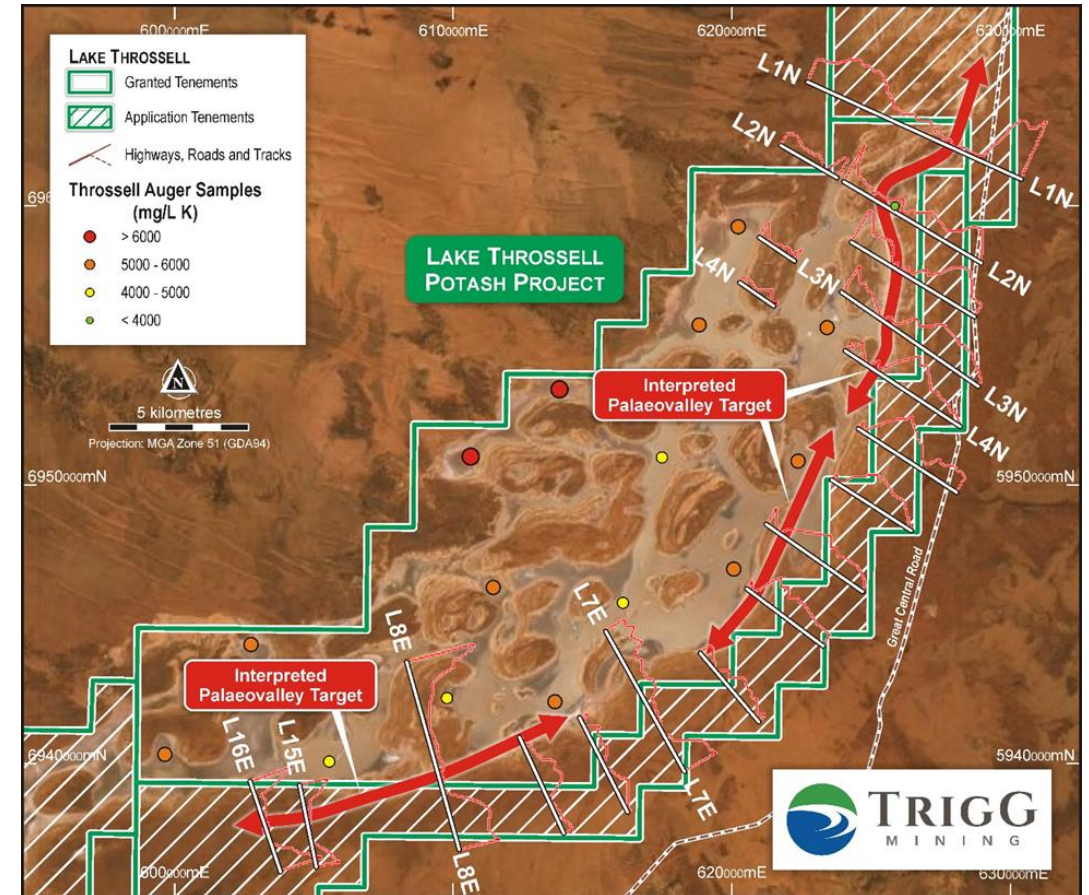 600000mE
610000mE
620000mE
630000mE
LAKE THROSSELL
Granted Tenements
Application Tenements
Highways, Roads and Tracks
Throssell Auger Samples
(mg/L K)
> 6000
5000 - 6000
4000 - 5000
< 4000
N
5 kilometres
Projection: MGA Zone 51 (GDA94)
LAKE THROSSELL
POTASH PROJECT
L1N
L1N
L2N
L2N
L3N
L3N
L4N
L4N
Interpreted
Palaeovalley Target
6950000mN
5950000mN
Great Central Road
L7E
L7E
L8E
L8E
Interpreted
Palaeovalley Target
L16E
L15E
6940000mN
5940000mN
TRIGG
MINING
600000mE
620000mE
630000mE